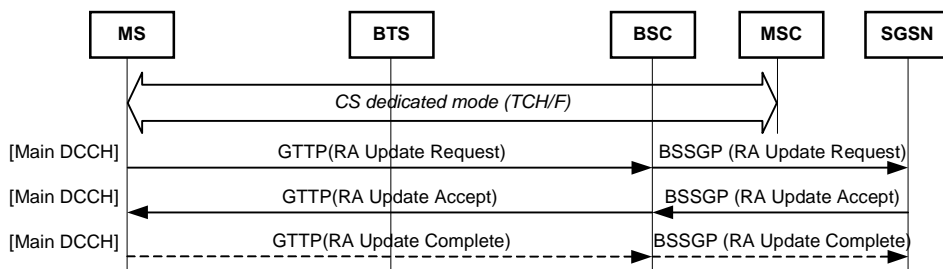 MS BTS BSC MSC SGSN
CS dedicated mode (TCH/F)
[Main DCCH] GTTP(RA Update Request) BSSGP (RA Update Request)
[Main DCCH] GTTP(RA Update Accept) BSSGP (RA Update Accept)
[Main DCCH] GTTP(RA Update Complete) BSSGP (RA Update Complete)